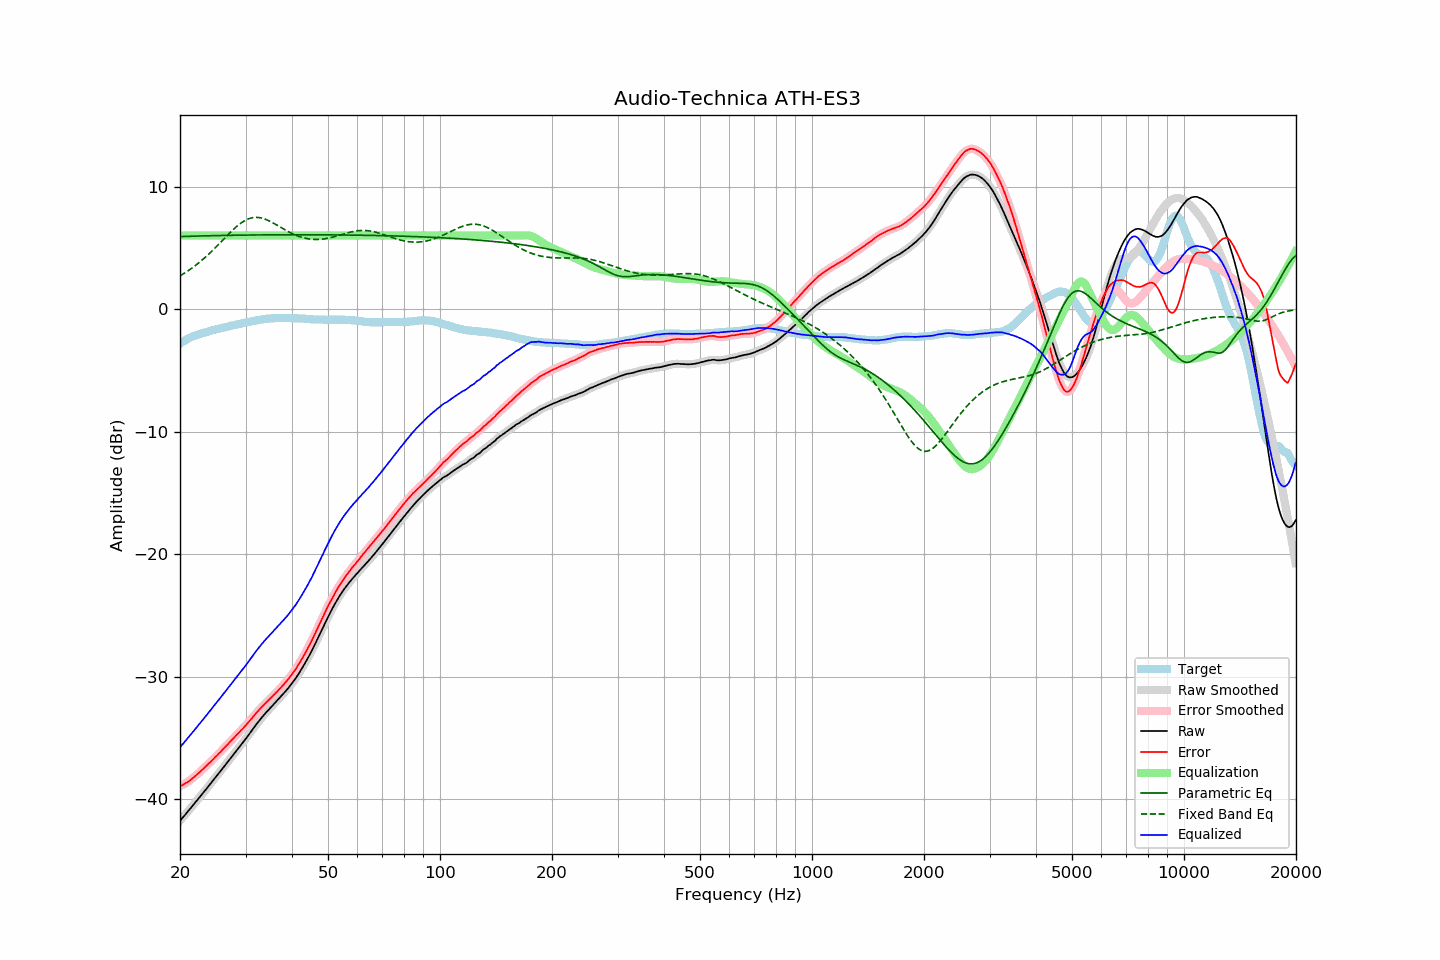 Audio-Technica ATH-ES3
Amplitude (dBr)
10
0
−10
−20
−30
−40
20
50
100
200
500
1000
2000
5000
10000
20000
Frequency (Hz)
Target
Raw Smoothed
Error Smoothed
Raw
Error
Equalization
Parametric Eq
Fixed Band Eq
Equalized